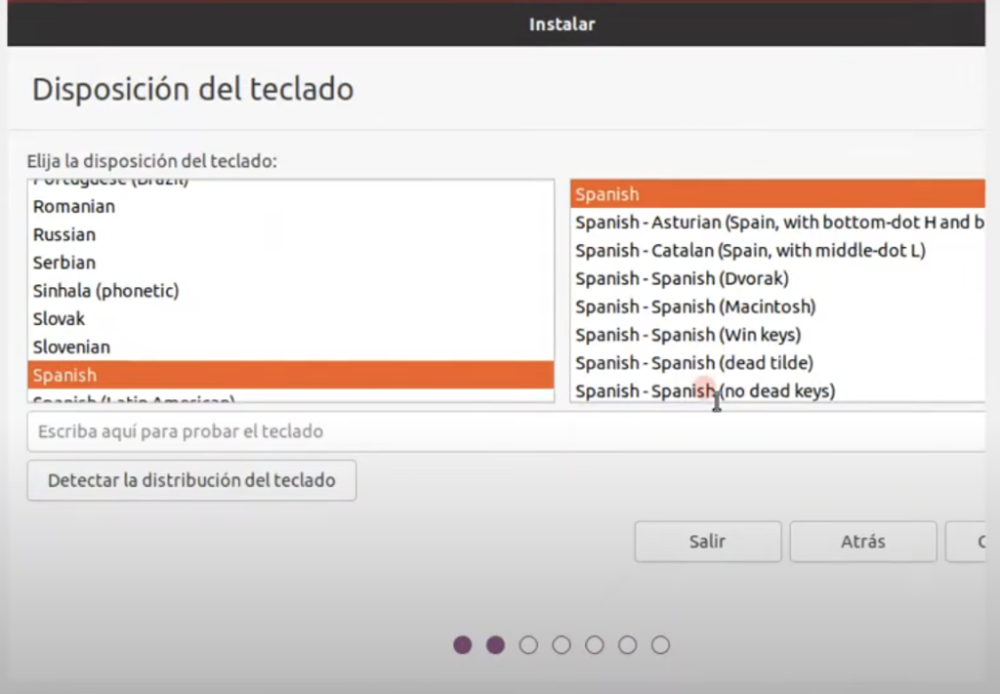 Instalar
Disposición del teclado
Elija la disposición del teclado:
Portuguese (Brazil)
Romanian
Russian
Serbian
Sinhala (phonetic)
Slovak
Slovenian
Spanish
Spanish (Latin American)
Spanish
Spanish - Asturian (Spain, with bottom-dot H and b
Spanish - Catalan (Spain, with middle-dot L)
Spanish - Spanish (Dvorak)
Spanish - Spanish (Macintosh)
Spanish - Spanish (Win keys)
Spanish - Spanish (dead tilde)
Spanish - Spanish (no dead keys)
Escriba aquí para probar el teclado
Detectar la distribución del teclado
Salir
Atrás
C